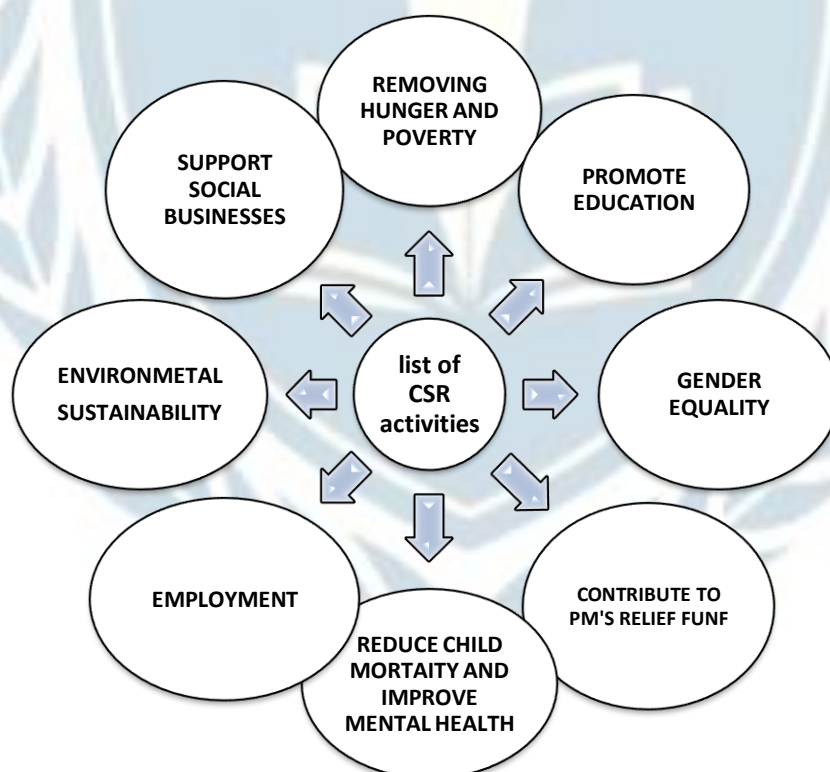 REMOVING
HUNGER AND
POVERTY
PROMOTE
EDUCATION
GENDER
EQUALITY
CONTRIBUTE TO
PM'S RELIEF FUNF
REDUCE CHILD
MORTAITY AND
IMPROVE
MENTAL HEALTH
EMPLOYMENT
ENVIRONMETAL
SUSTAINABILITY
SUPPORT
SOCIAL
BUSINESSES
list of
CSR
activities